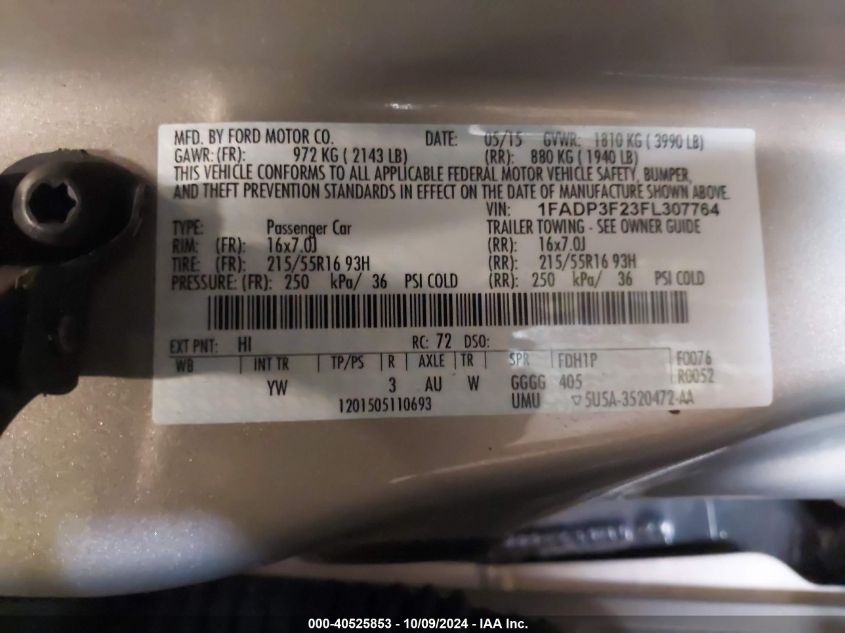 MFD. BY FORD MOTOR CO. DATE: 05/15 GVWR: 1810 KG ( 3990 LB)
GAWR: (FR): 972 KG ( 2143 LB) (RR): 880 KG ( 1940 LB)
THIS VEHICLE CONFORMS TO ALL APPLICABLE FEDERAL MOTOR VEHICLE SAFETY, BUMPER,
AND THEFT PREVENTION STANDARDS IN EFFECT ON THE DATE OF MANUFACTURE SHOWN ABOVE.
VIN: 1FADP3F23FL307764
TYPE: Passenger Car TRAILER TOWING - SEE OWNER GUIDE
RIM: (FR): 16x7.0J (RR): 16x7.0J
TIRE: (FR): 215/55R16 93H (RR): 215/55R16 93H
PRESSURE: (FR): 250 kPa/ 36 PSI COLD (RR): 250 kPa/ 36 PSI COLD
EXT PNT: HI RC: 72 DSO:
WB INT TR TP/PS R AXLE TR SPR FDH1P F0076
YW 3 AU W GGGG 405 R0052
1201505110693 UMU ▽5U5A-3520472-AA
000-40525853 - 10/09/2024 - IAA Inc.